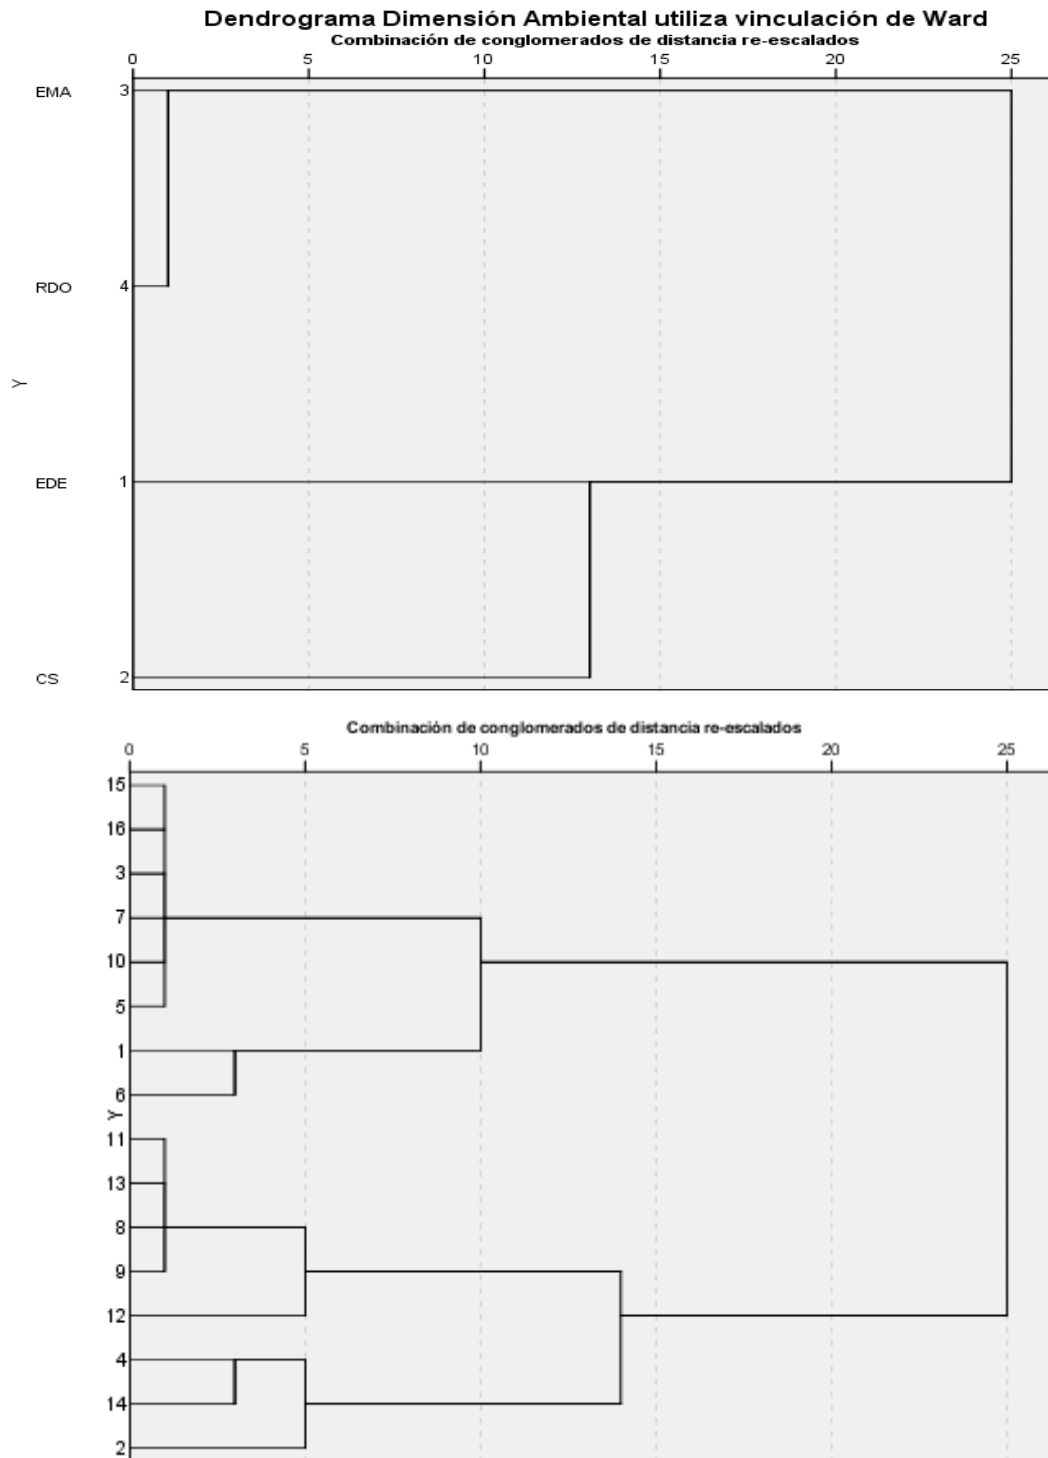 Dendrograma Dimensión Ambiental utiliza vinculación de Ward
Combinación de conglomerados de distancia re-escalados
0 5 10 15 20 25
EMA 3
RDO 4
Y
EDE 1
CS 2
Combinación de conglomerados de distancia re-escalados
0 5 10 15 20 25
15
16
3
7
10
5
1
6
Y
11
13
8
9
12
4
14
2